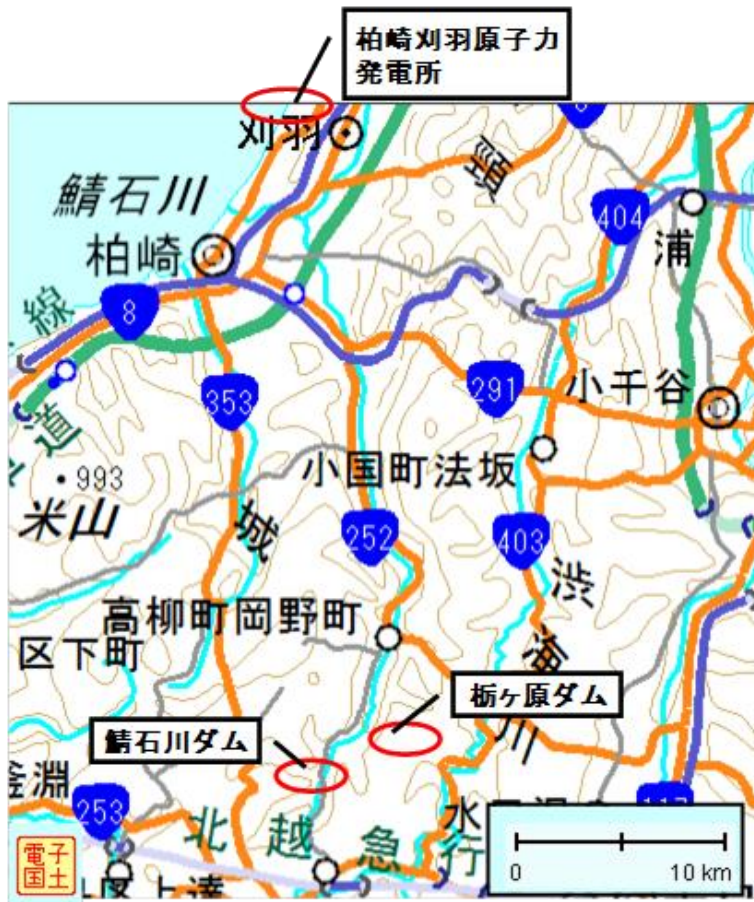 柏崎刈羽原子力
発電所
刈羽
頸
鯖石川
404
柏崎
浦
線
8
291
353
小千谷
道
小国町法坂
・993
米山
城
252
403
渋
高柳町岡野町
海
区下町
栃ヶ原ダム
鯖石川ダム
川
253
北越急行
電子
国土
0 10 km